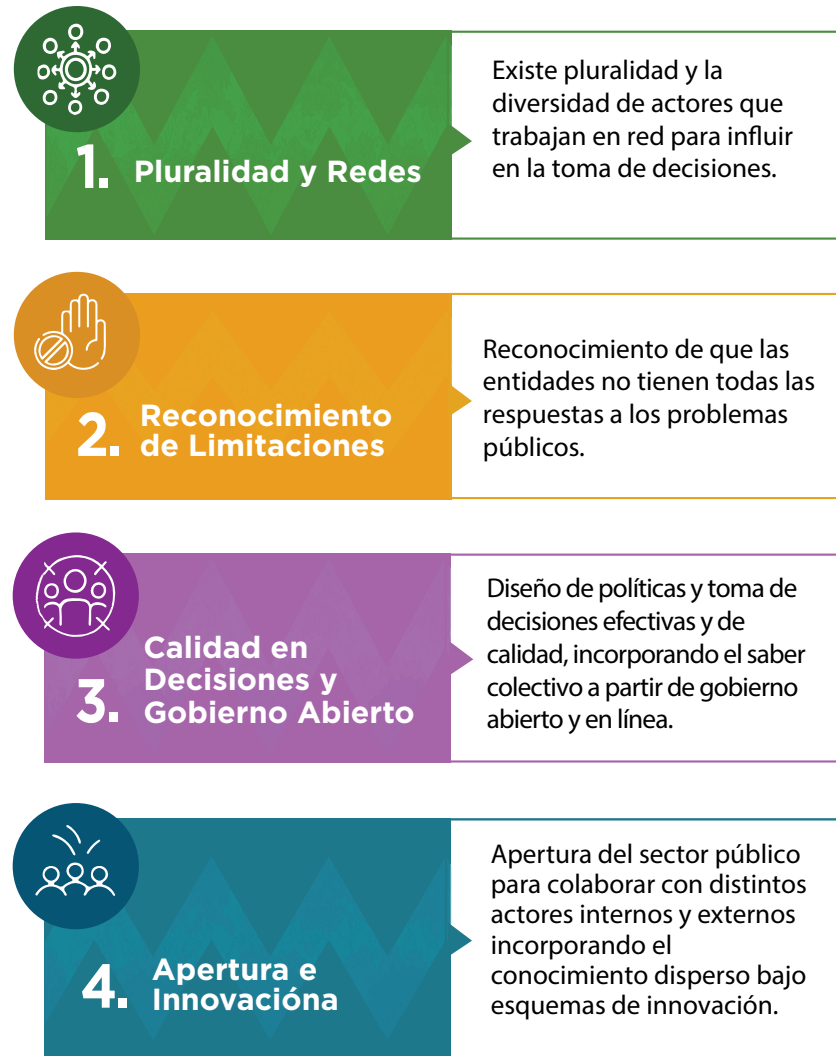 1. Pluralidad y Redes
Existe pluralidad y la
diversidad de actores que
trabajan en red para influir
en la toma de decisiones.
2. Reconocimiento
de Limitaciones
Reconocimiento de que las
entidades no tienen todas las
respuestas a los problemas
públicos.
3. Calidad en
Decisiones y
Gobierno Abierto
Diseño de políticas y toma de
decisiones efectivas y de
calidad, incorporando el saber
colectivo a partir de gobierno
abierto y en línea.
4. Apertura e
Innovacióna
Apertura del sector público
para colaborar con distintos
actores internos y externos
incorporando el
conocimiento disperso bajo
esquemas de innovación.